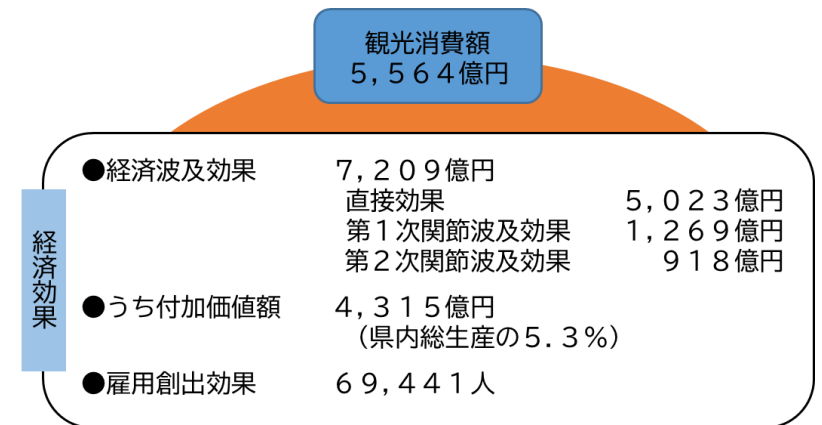 観光消費額
５,５６４億円
●経済波及効果　７,２０９億円
直接効果　５,０２３億円
第１次関節波及効果　１,２６９億円
第２次関節波及効果　９１８億円
経済効果
●うち付加価値額　４,３１５億円
（県内総生産の５.３％）
●雇用創出効果　６９,４４１人